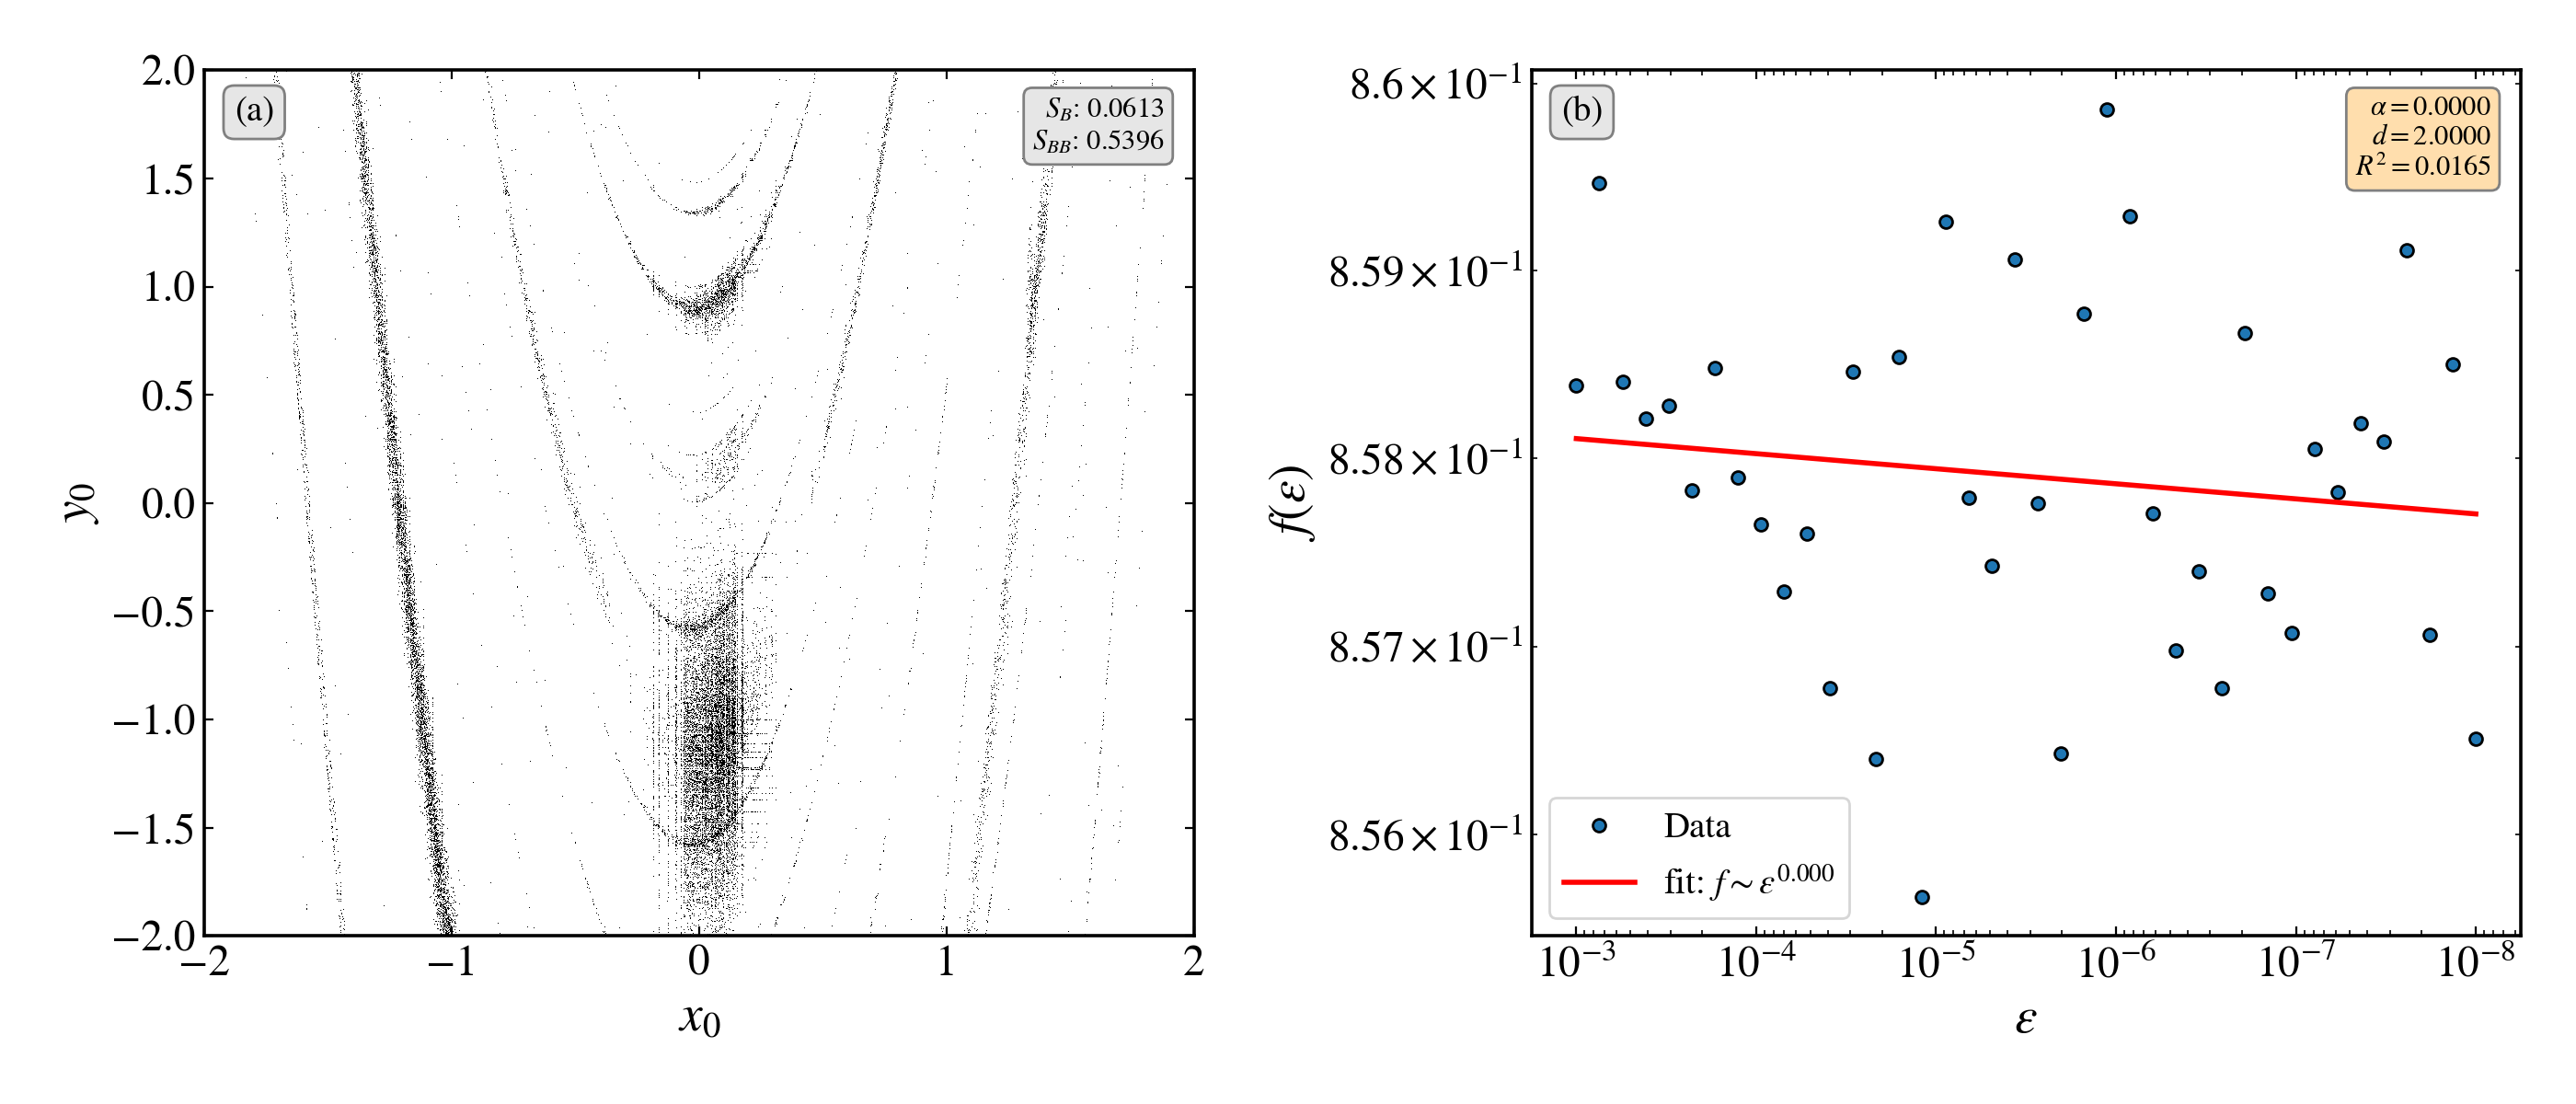 (a)
S_B: 0.0613
S_BB: 0.5396
2.0
1.5
1.0
0.5
0.0
−0.5
−1.0
−1.5
−2.0
−2 −1 0 1 2
x₀
y₀
(b)
α = 0.0000
d = 2.0000
R² = 0.0165
8.6×10⁻¹
8.59×10⁻¹
8.58×10⁻¹
8.57×10⁻¹
8.56×10⁻¹
f(ε)
Data
fit: f ~ ε^0.000
10⁻³ 10⁻⁴ 10⁻⁵ 10⁻⁶ 10⁻⁷ 10⁻⁸
ε